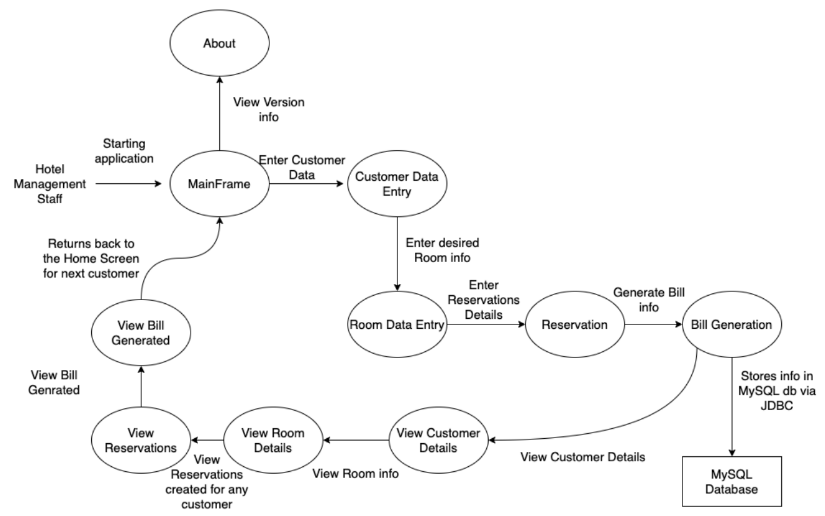 About
View Version
info
Starting
application
Hotel
Management
Staff
MainFrame
Enter Customer
Data
Customer Data
Entry
Returns back to
the Home Screen
for next customer
Enter desired
Room info
Enter
Reservations
Details
Generate Bill
info
View Bill
Generated
Room Data Entry
Reservation
Bill Generation
View Bill
Genrated
Stores info in
MySQL db via
JDBC
View
Reservations
View Room
Details
View Customer
Details
View
Reservations
created for any
customer
View Room info
View Customer Details
MySQL
Database